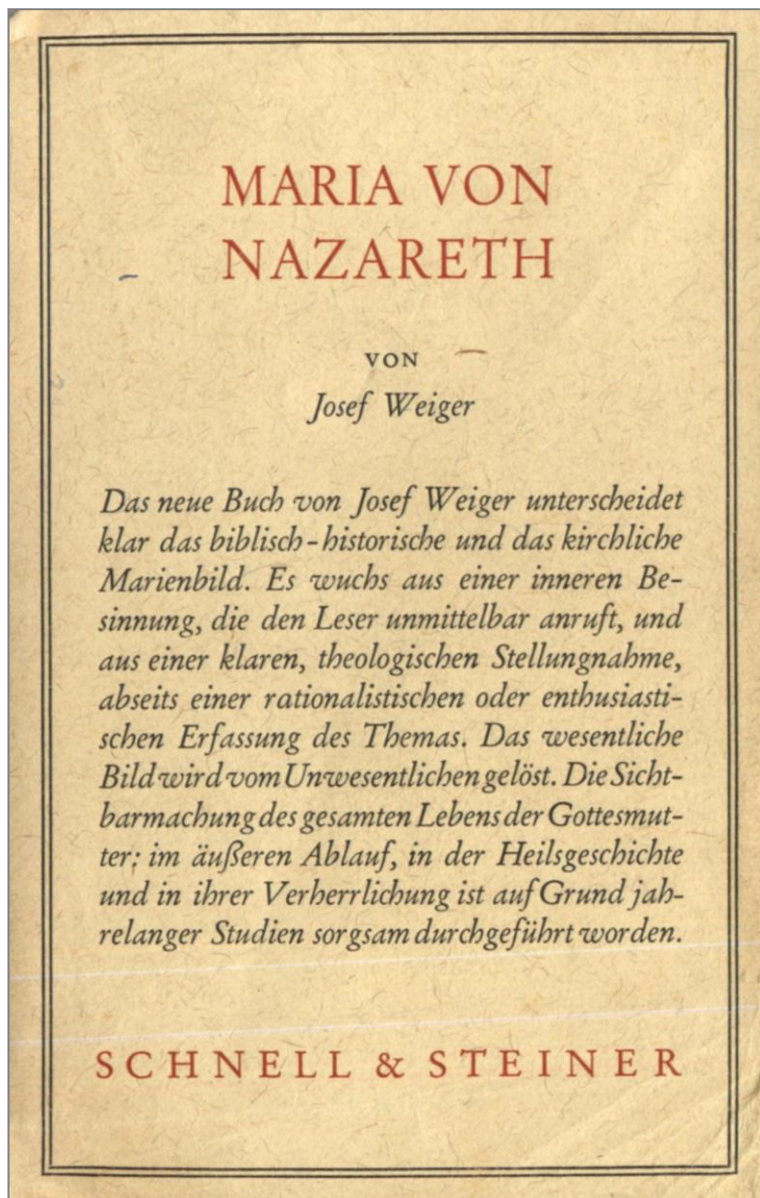 MARIA VON
NAZARETH
VON
Josef Weiger
Das neue Buch von Josef Weiger unterscheidet
klar das biblisch-historische und das kirchliche
Marienbild. Es wuchs aus einer inneren Be-
sinnung, die den Leser unmittelbar anruft, und
aus einer klaren, theologischen Stellungnahme,
abseits einer rationalistischen oder enthusiasti-
schen Erfassung des Themas. Das wesentliche
Bild wird vom Unwesentlichen gelöst. Die Sicht-
barmachung des gesamten Lebens der Gottesmut-
ter: im äußeren Ablauf, in der Heilsgeschichte
und in ihrer Verherrlichung ist auf Grund jah-
relanger Studien sorgsam durchgeführt worden.
SCHNELL & STEINER